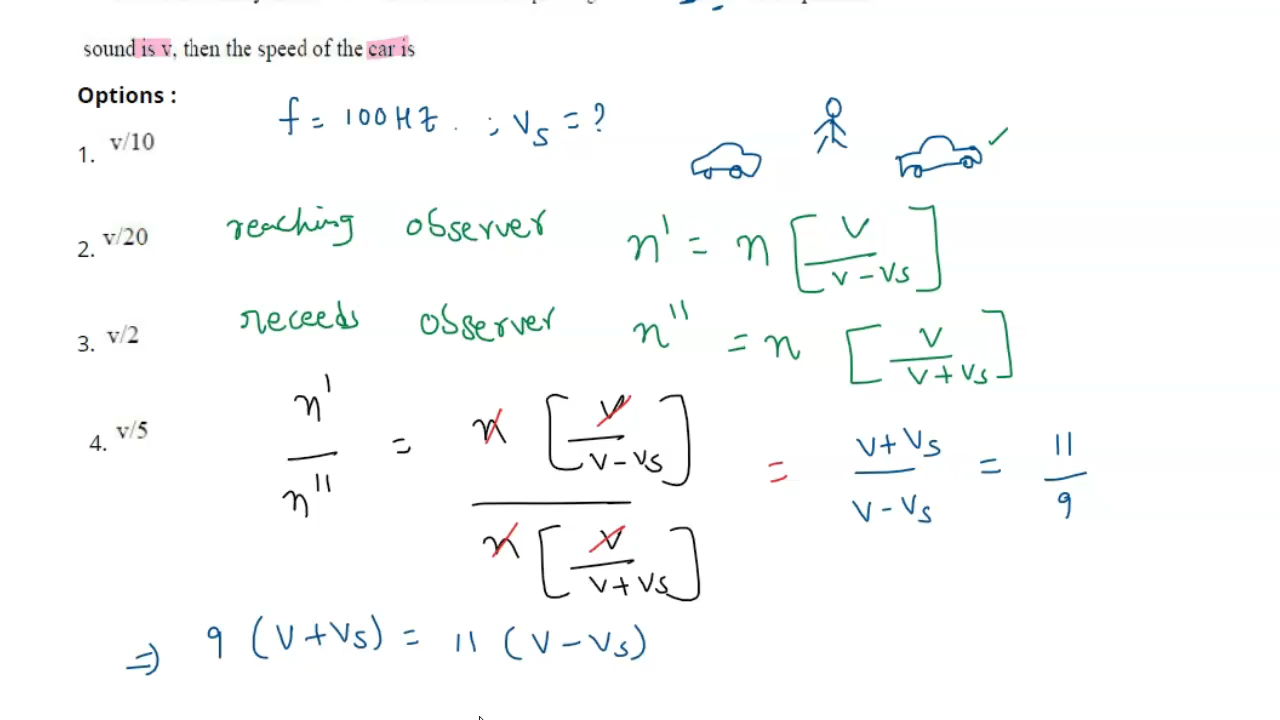 sound is v, then the speed of the car is
Options :
f = 100 HZ . ; Vs = ?
1. v/10
2. v/20
reaching observer n' = n [ V / V - Vs ]
receeds observer n'' = n [ V / V + Vs ]
3. v/2
4. v/5
n' / n'' = n [ V / V - Vs ] / n [ V / V + Vs ] = V + Vs / V - Vs = 11 / 9
⇒ 9 (V + Vs) = 11 (V - Vs)